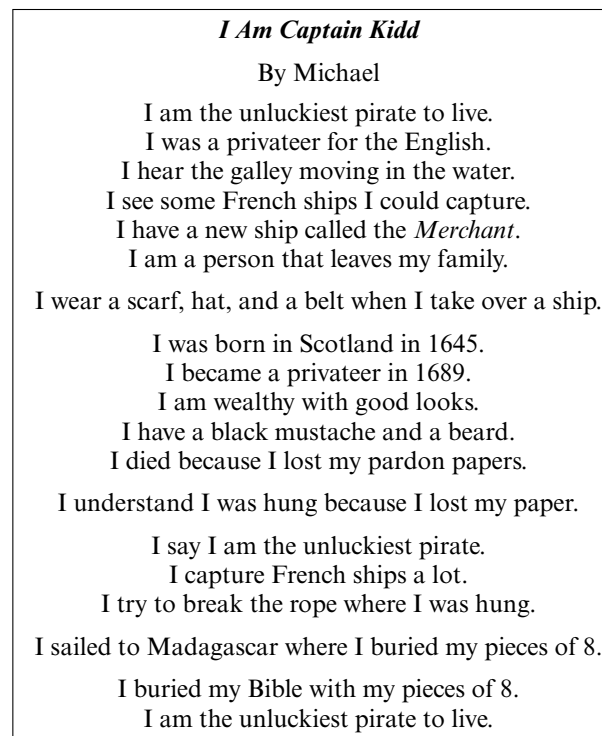 I Am Captain Kidd
By Michael
I am the unluckiest pirate to live.
I was a privateer for the English.
I hear the galley moving in the water.
I see some French ships I could capture.
I have a new ship called the Merchant.
I am a person that leaves my family.
I wear a scarf, hat, and a belt when I take over a ship.
I was born in Scotland in 1645.
I became a privateer in 1689.
I am wealthy with good looks.
I have a black mustache and a beard.
I died because I lost my pardon papers.
I understand I was hung because I lost my paper.
I say I am the unluckiest pirate.
I capture French ships a lot.
I try to break the rope where I was hung.
I sailed to Madagascar where I buried my pieces of 8.
I buried my Bible with my pieces of 8.
I am the unluckiest pirate to live.